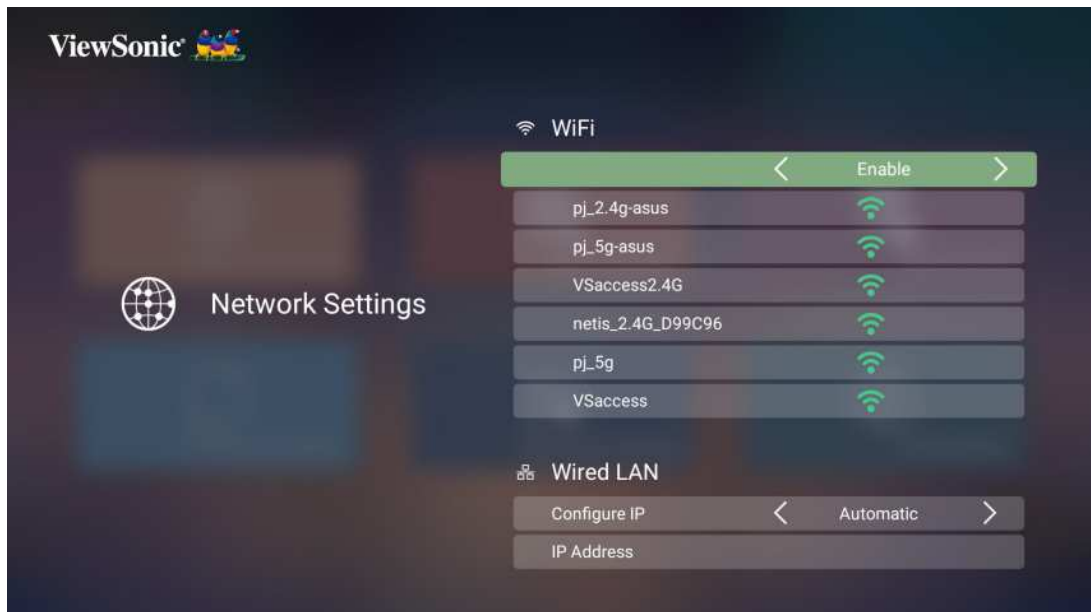 ViewSonic
WiFi
Enable
pj_2.4g-asus
pj_5g-asus
VSaccess2.4G
Network Settings
netis_2.4G_D99C96
pj_5g
VSaccess
Wired LAN
Configure IP Automatic
IP Address